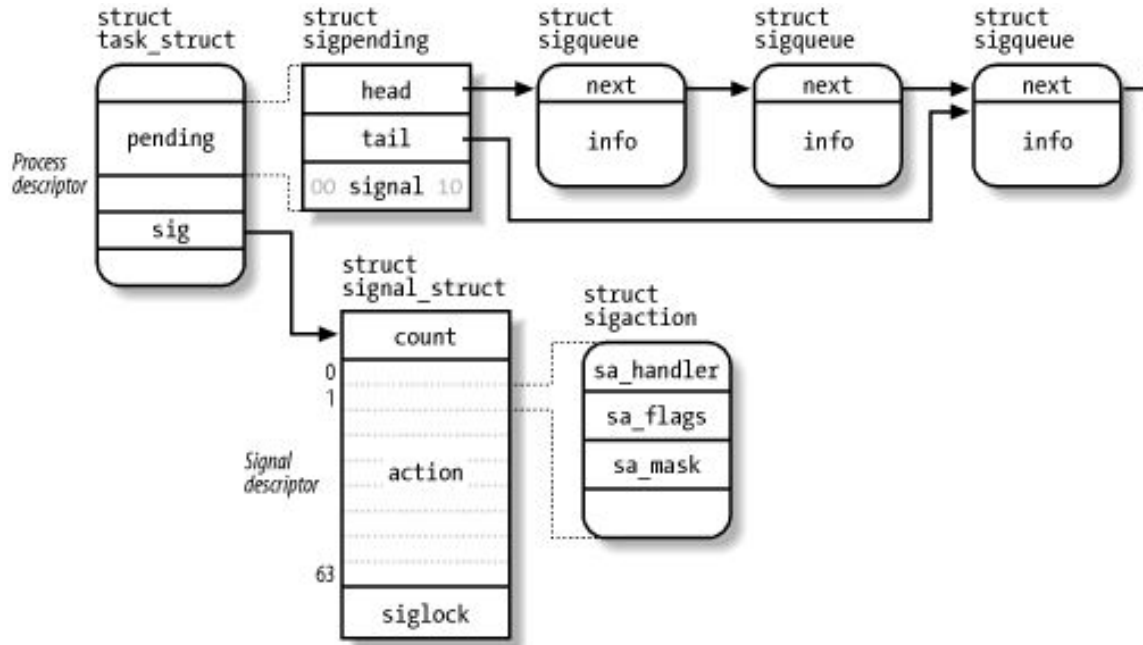 struct
task_struct
struct
sigpending
struct
sigqueue
struct
sigqueue
struct
sigqueue
head
next
next
next
pending
tail
info
info
info
Process
descriptor
00 signal 10
sig
struct
signal_struct
struct
sigaction
count
0
1
sa_handler
sa_flags
sa_mask
Signal
descriptor
action
63
siglock